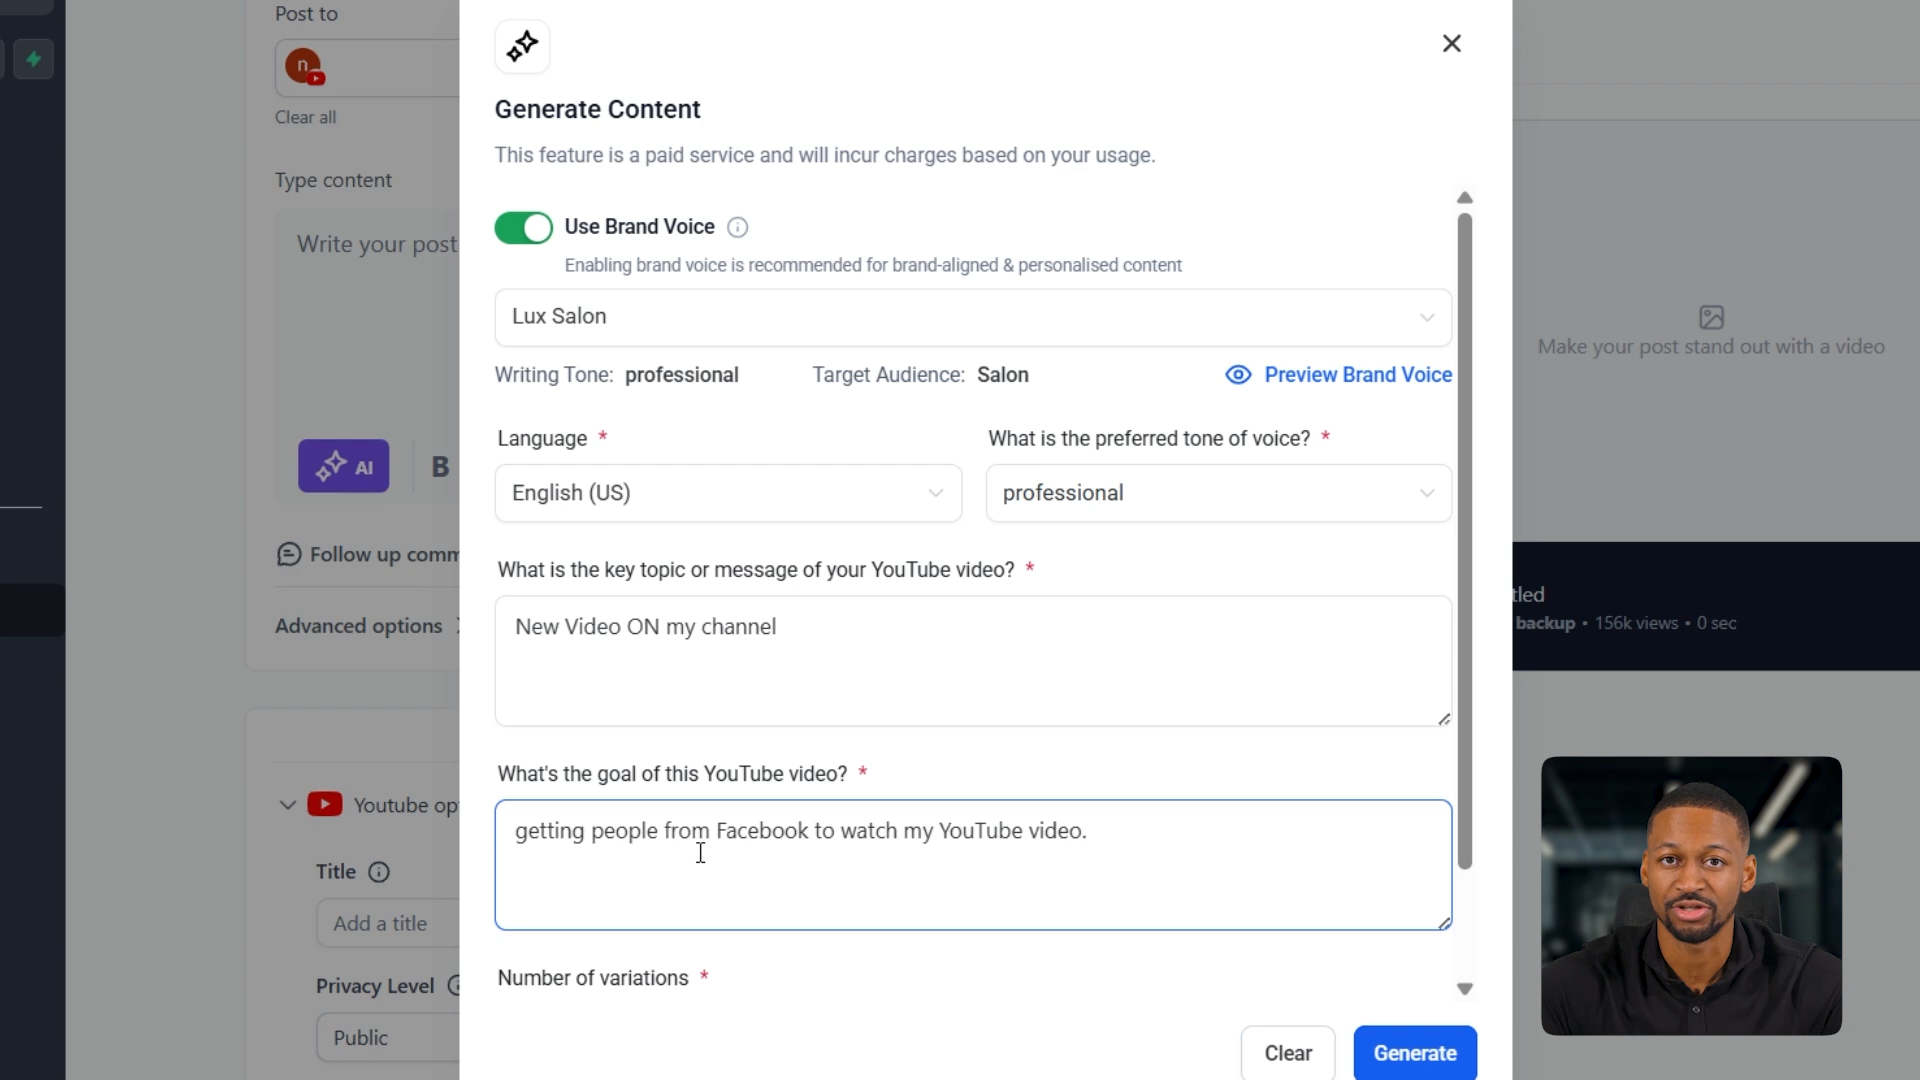 Post to
n
Clear all
Type content
Write your post
AI B
Follow up comm
Advanced options
Youtube op
Title
Add a title
Privacy Level
Public
Generate Content
This feature is a paid service and will incur charges based on your usage.
Use Brand Voice
Enabling brand voice is recommended for brand-aligned & personalised content
Lux Salon
Writing Tone: professional Target Audience: Salon Preview Brand Voice
Language * What is the preferred tone of voice? *
English (US) professional
What is the key topic or message of your YouTube video? *
New Video ON my channel
What's the goal of this YouTube video? *
getting people from Facebook to watch my YouTube video.
Number of variations *
Clear Generate
Make your post stand out with a video
tled
backup • 156k views • 0 sec